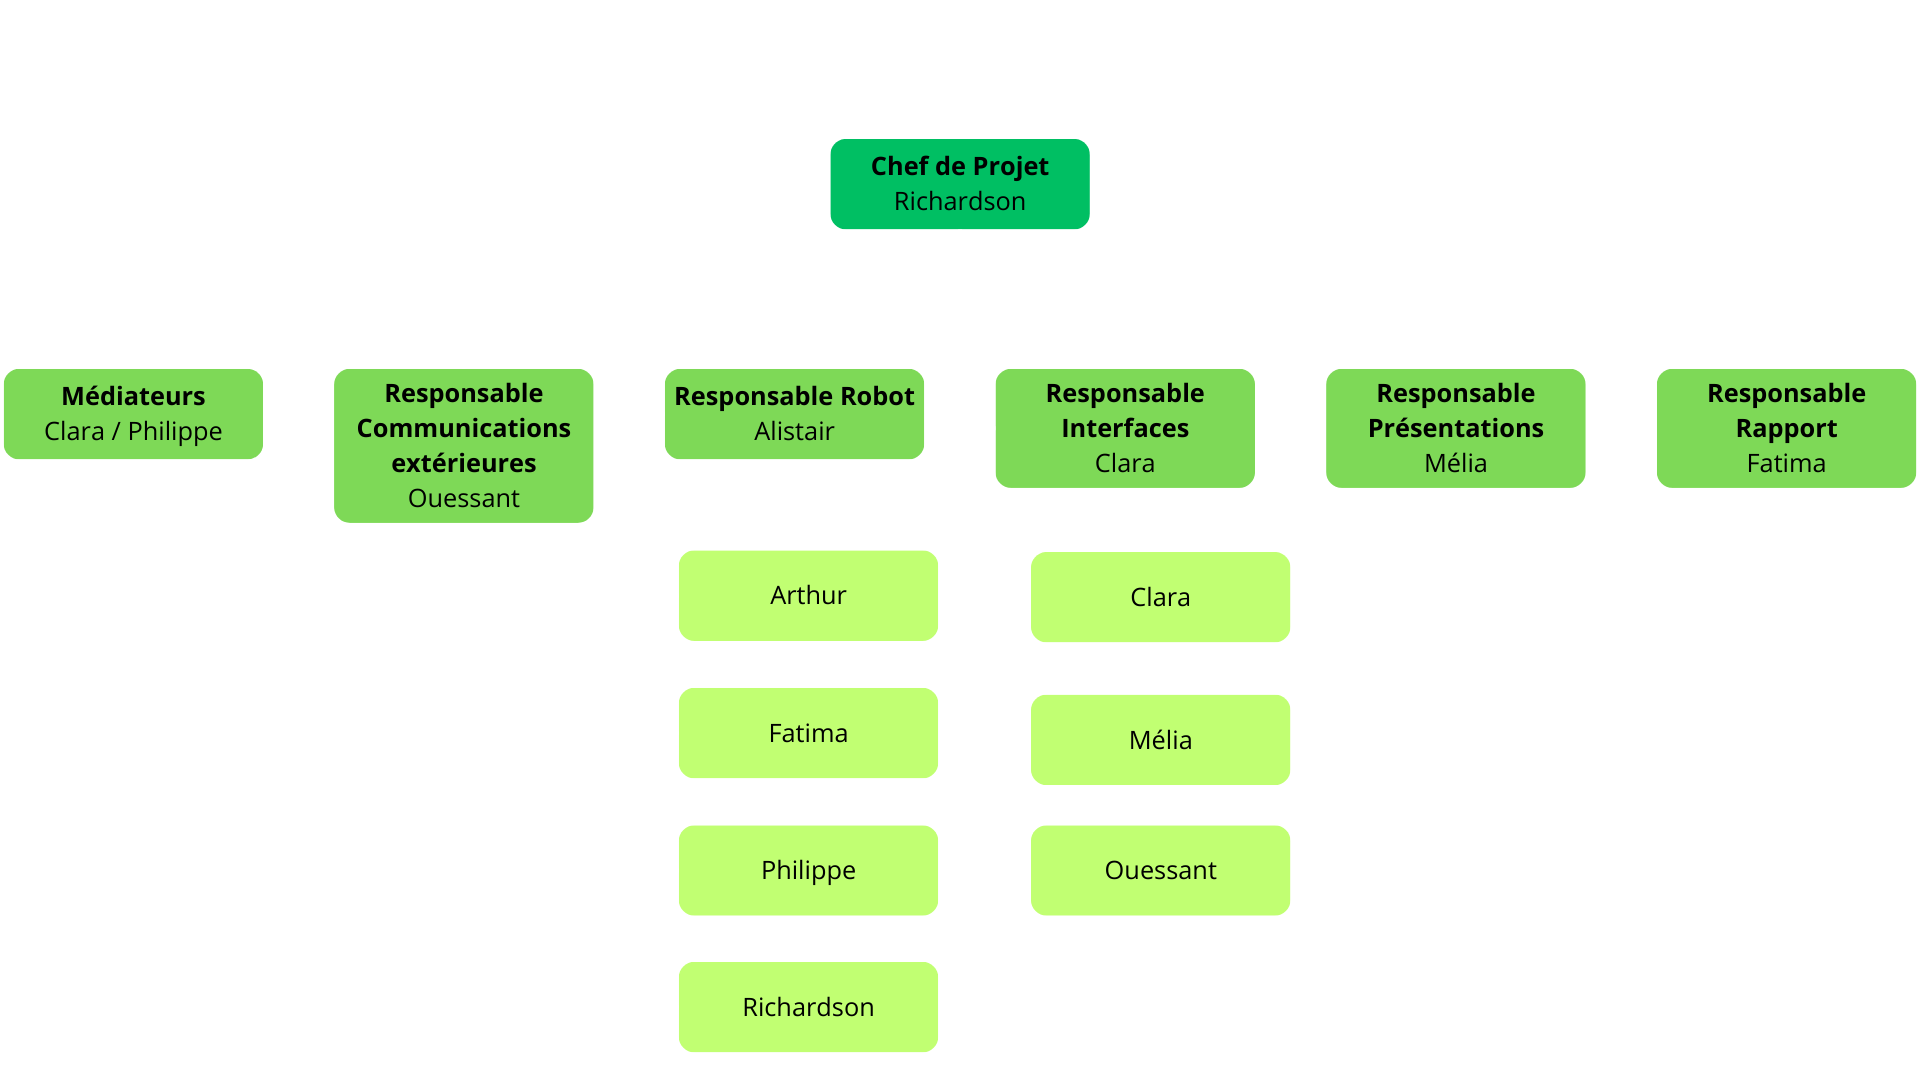 Chef de Projet
Richardson
Médiateurs
Clara / Philippe
Responsable
Communications
extérieures
Ouessant
Responsable Robot
Alistair
Responsable
Interfaces
Clara
Responsable
Présentations
Mélia
Responsable
Rapport
Fatima
Arthur
Fatima
Philippe
Richardson
Clara
Mélia
Ouessant